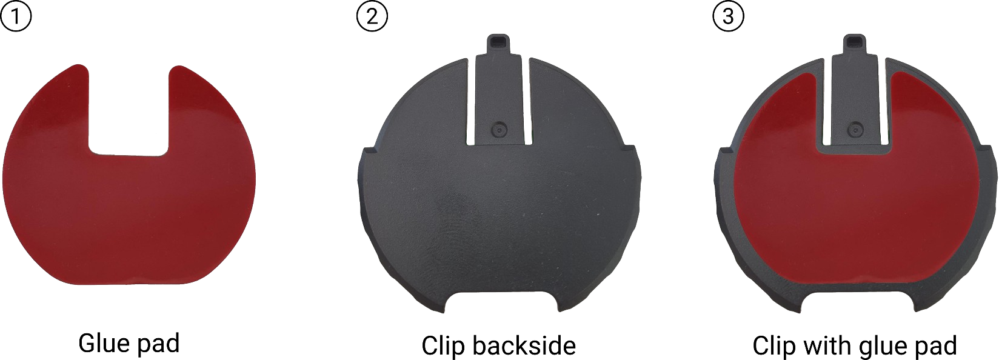 1
2
3
Glue pad
Clip backside
Clip with glue pad